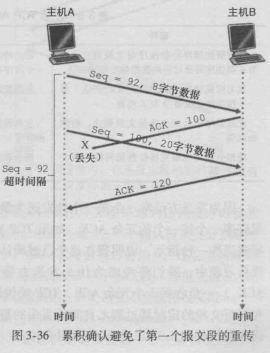 主机A
主机B
Seq = 92, 8字节数据
ACK = 100
X
(丢失)
Seq = 100, 20字节数据
Seq = 92
超时间隔
ACK = 120
时间
时间
图 3-36 累积确认避免了第一个报文段的重传